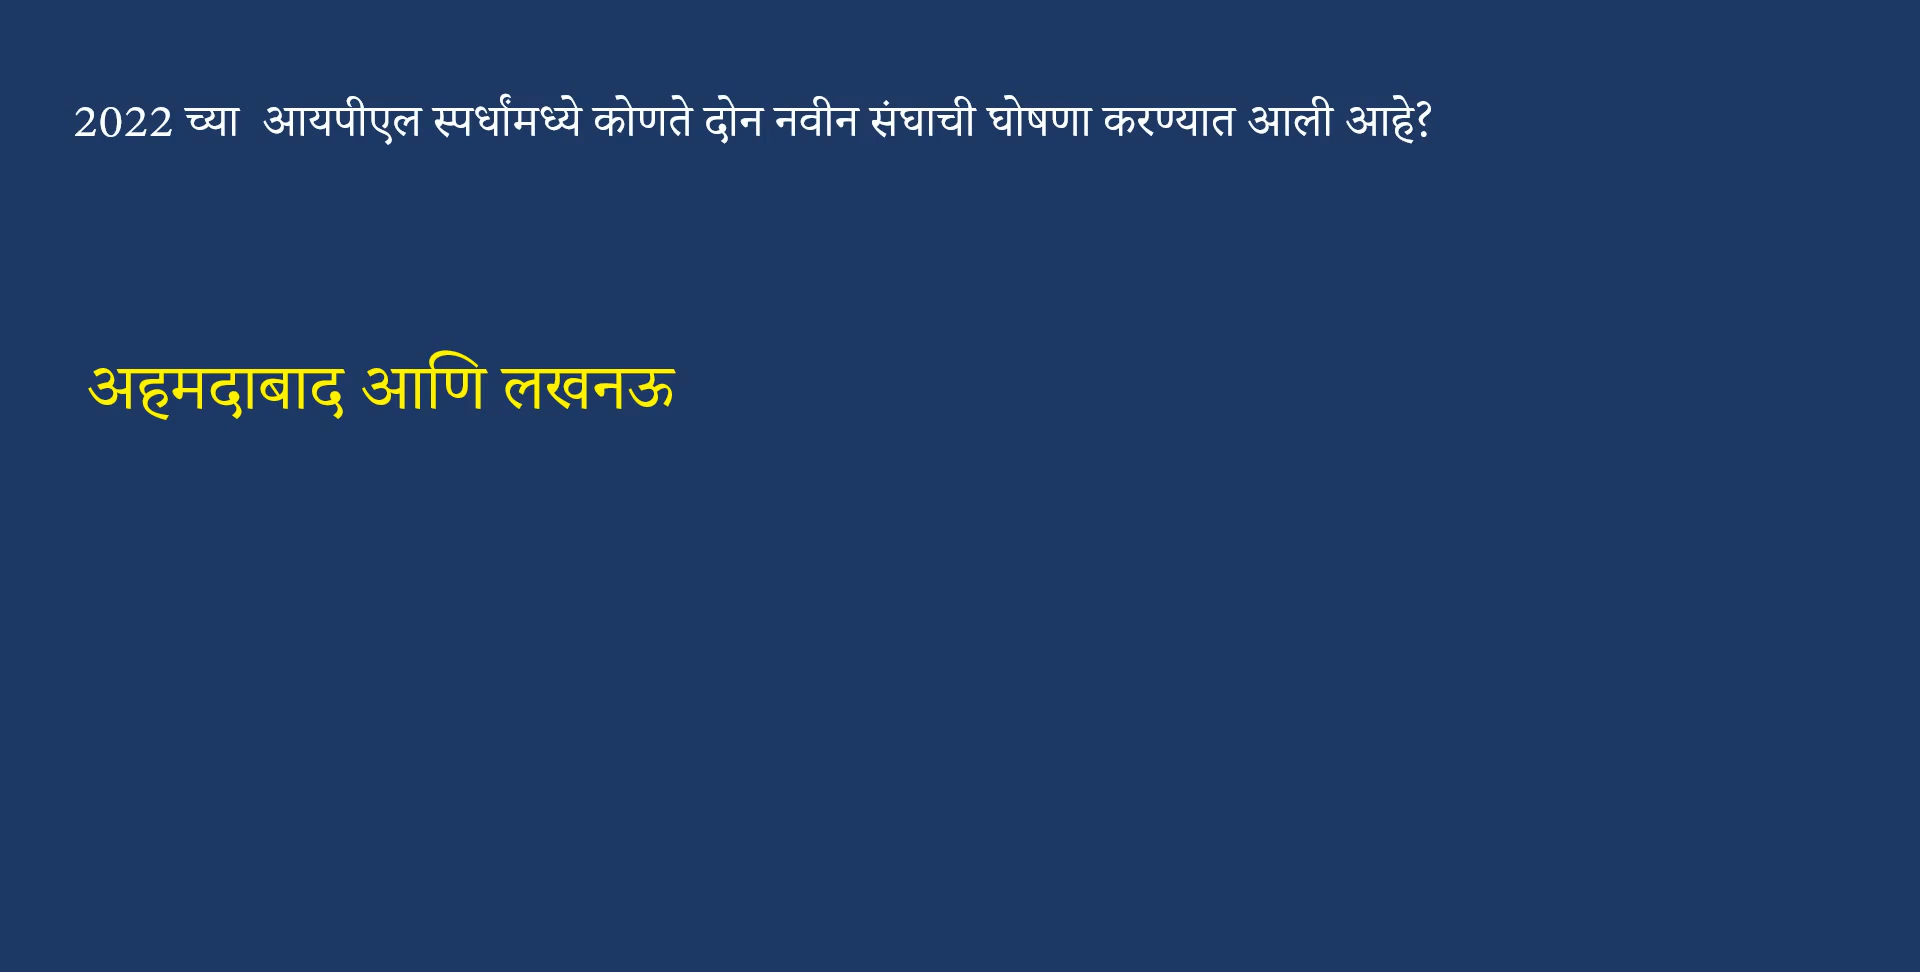 2022 च्या  आयपीएल स्पर्धांमध्ये कोणते दोन नवीन संघाची घोषणा करण्यात आली आहे?
अहमदाबाद आणि लखनऊ